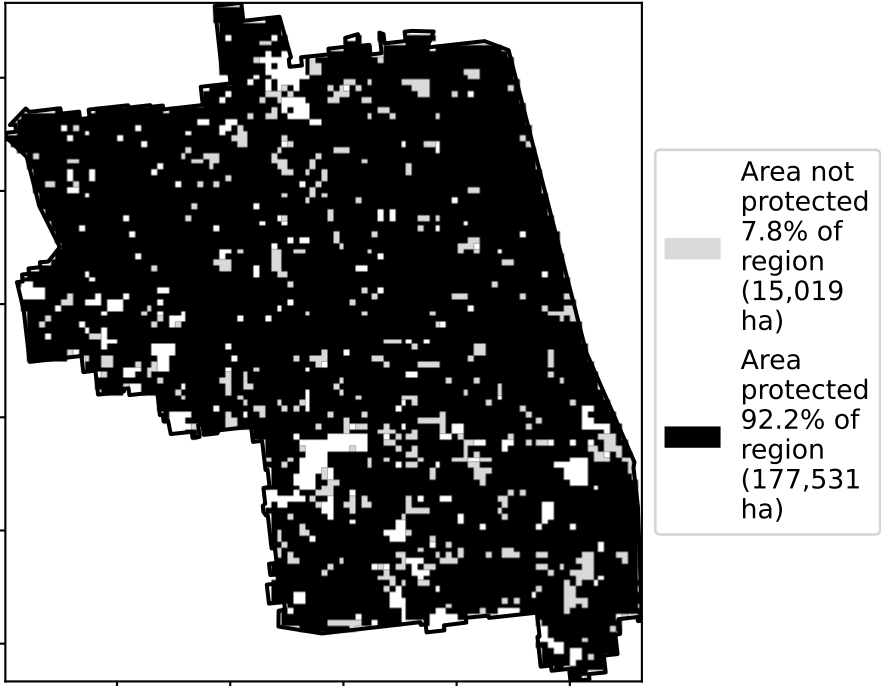 Area not
protected
7.8% of
region
(15,019
ha)
Area
protected
92.2% of
region
(177,531
ha)